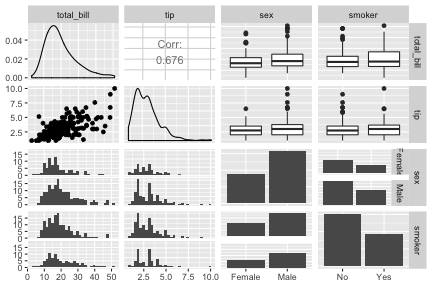 total_bill tip sex smoker
0.04
0.02
0.00
Corr:
0.676
total_bill
10.0
7.5
5.0
2.5
tip
15
10
5
0
15
10
5
0
Female
Male
sex
15
10
5
0
15
10
5
0
smoker
0 10 20 30 40 50 2.5 5.0 7.5 10.0 Female Male No Yes